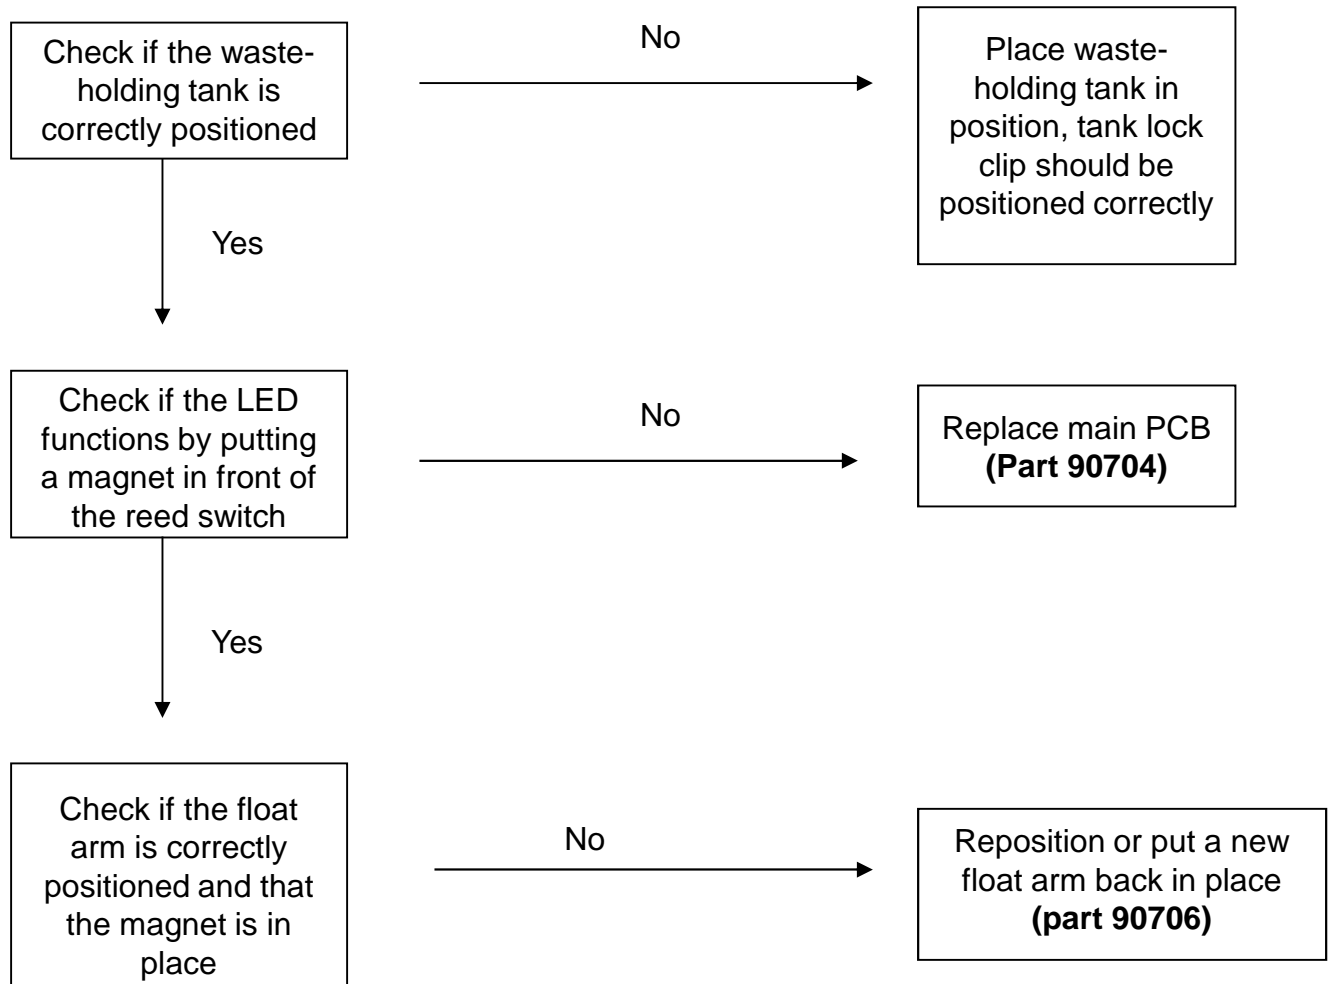 Check if the waste-
holding tank is
correctly positioned
No
Place waste-
holding tank in
position, tank lock
clip should be
positioned correctly
Yes
Check if the LED
functions by putting
a magnet in front of
the reed switch
No
Replace main PCB
(Part 90704)
Yes
Check if the float
arm is correctly
positioned and that
the magnet is in
place
No
Reposition or put a new
float arm back in place
(part 90706)